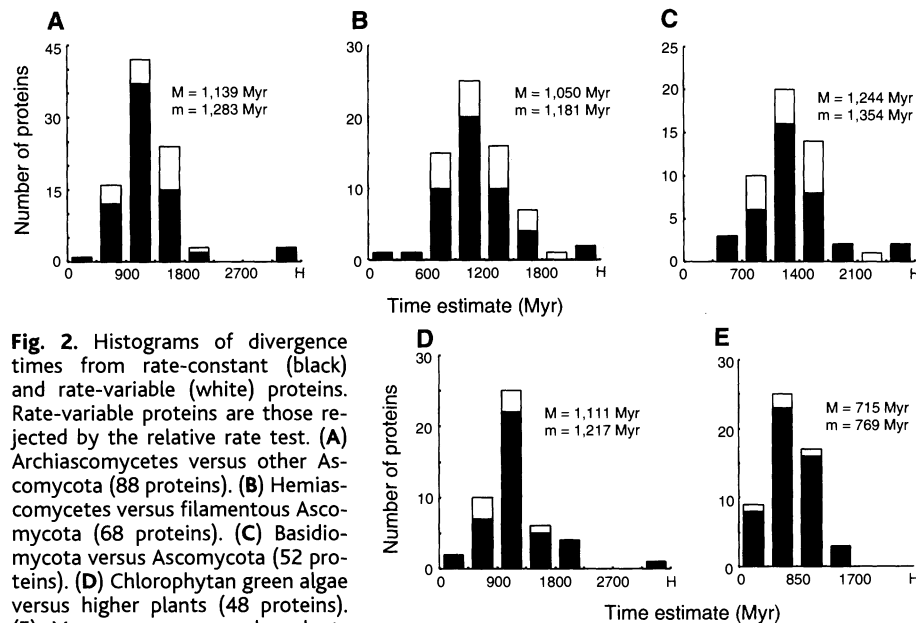 A
B
C
45
30
15
0
Number of proteins
M = 1,139 Myr
m = 1,283 Myr
0 900 1800 2700 H
30
20
10
0
M = 1,050 Myr
m = 1,181 Myr
0 600 1200 1800 H
25
20
15
10
5
0
M = 1,244 Myr
m = 1,354 Myr
0 700 1400 2100 H
Time estimate (Myr)
Fig. 2. Histograms of divergence
times from rate-constant (black)
and rate-variable (white) proteins.
Rate-variable proteins are those re-
jected by the relative rate test. (A)
Archiascomycetes versus other As-
comycota (88 proteins). (B) Hemias-
comycetes versus filamentous Asco-
mycota (68 proteins). (C) Basidio-
mycota versus Ascomycota (52 pro-
teins). (D) Chlorophytan green algae
versus higher plants (48 proteins).
D
E
30
20
10
0
Number of proteins
M = 1,111 Myr
m = 1,217 Myr
0 900 1800 2700 H
30
20
10
0
M = 715 Myr
m = 769 Myr
0 850 1700 H
Time estimate (Myr)